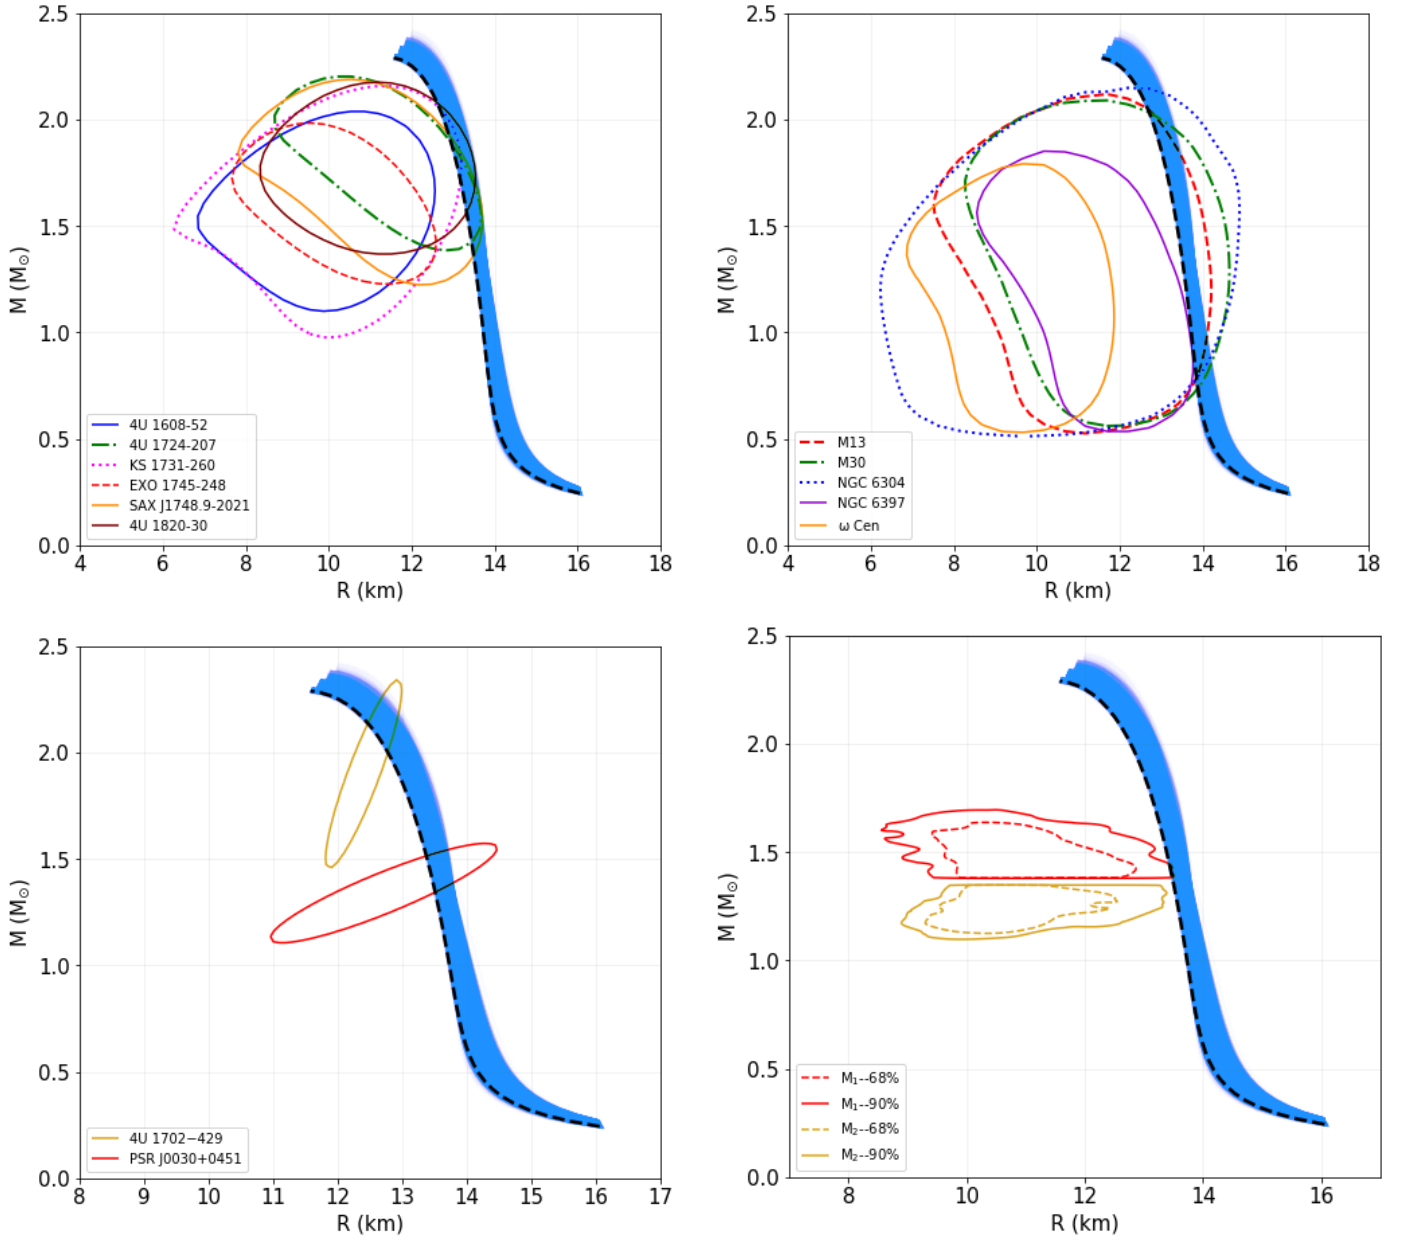 2.5
2.0
1.5
1.0
0.5
0.0
M (M⊙)
4U 1608-52
4U 1724-207
KS 1731-260
EXO 1745-248
SAX J1748.9-2021
4U 1820-30
4 6 8 10 12 14 16 18
R (km)
2.5
2.0
1.5
1.0
0.5
0.0
M (M⊙)
M13
M30
NGC 6304
NGC 6397
ω Cen
4 6 8 10 12 14 16 18
R (km)
2.5
2.0
1.5
1.0
0.5
0.0
M (M⊙)
4U 1702−429
PSR J0030+0451
8 9 10 11 12 13 14 15 16 17
R (km)
2.5
2.0
1.5
1.0
0.5
0.0
M (M⊙)
M₁--68%
M₁--90%
M₂--68%
M₂--90%
8 10 12 14 16
R (km)